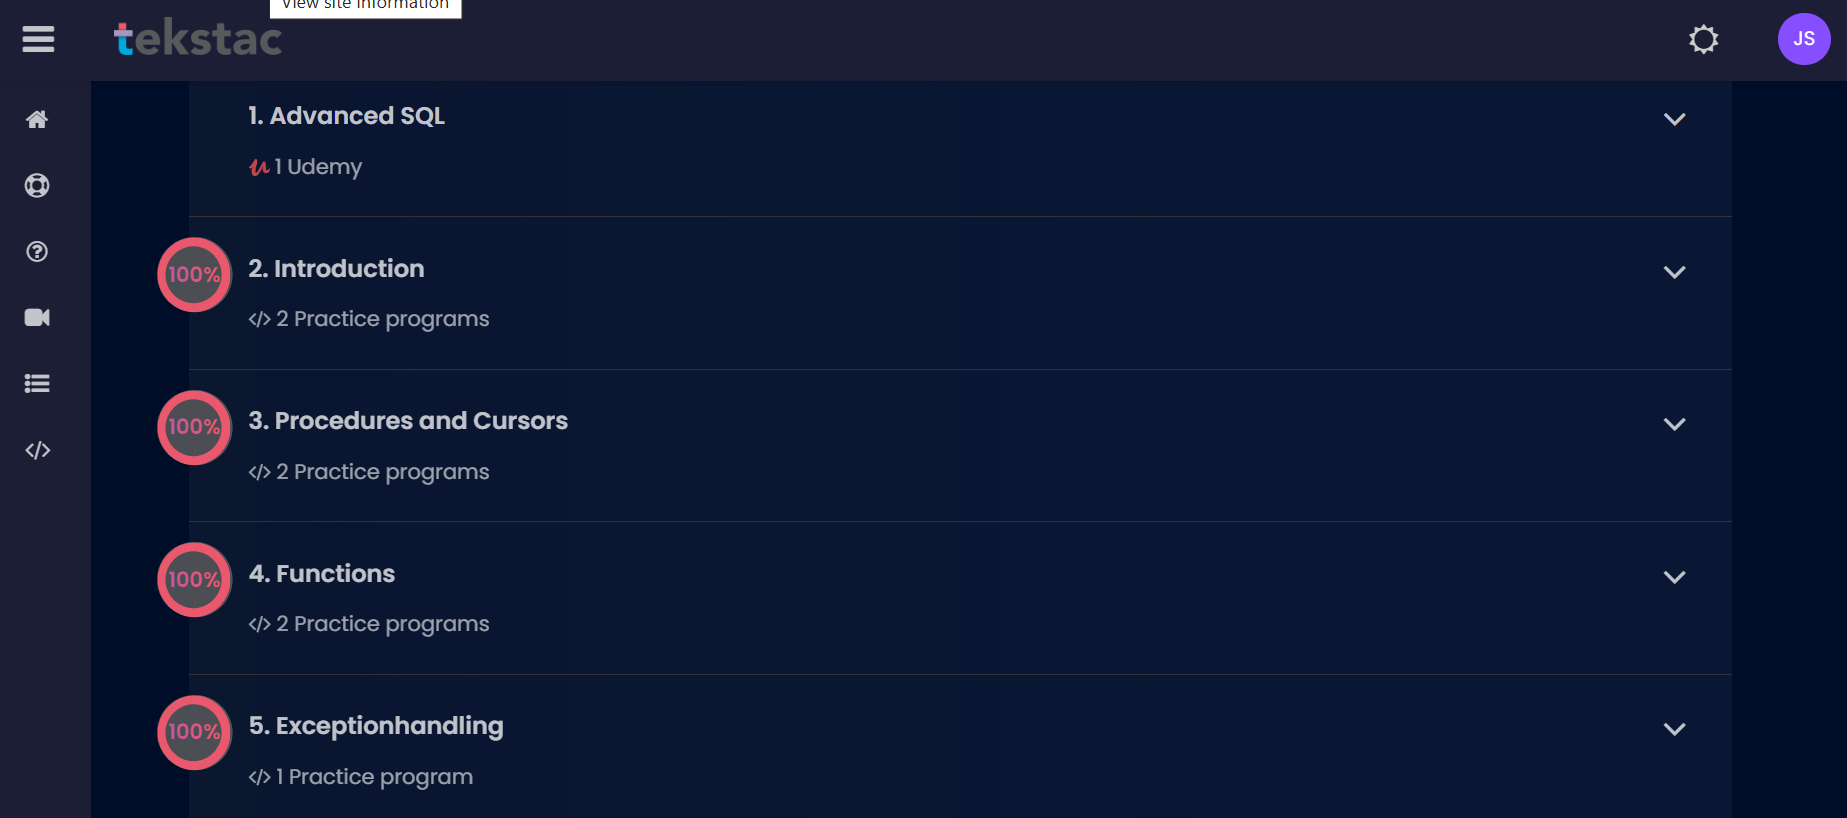 View site information
tekstac
JS
1. Advanced SQL
1 Udemy
100%
2. Introduction
</> 2 Practice programs
100%
3. Procedures and Cursors
</> 2 Practice programs
100%
4. Functions
</> 2 Practice programs
100%
5. Exceptionhandling
</> 1 Practice program